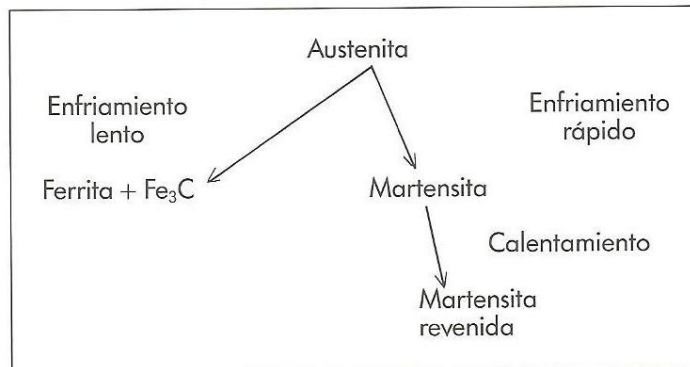 Austenita
Enfriamiento
lento
Enfriamiento
rápido
Ferrita + Fe₃C
Martensita
Calentamiento
Martensita
revenida